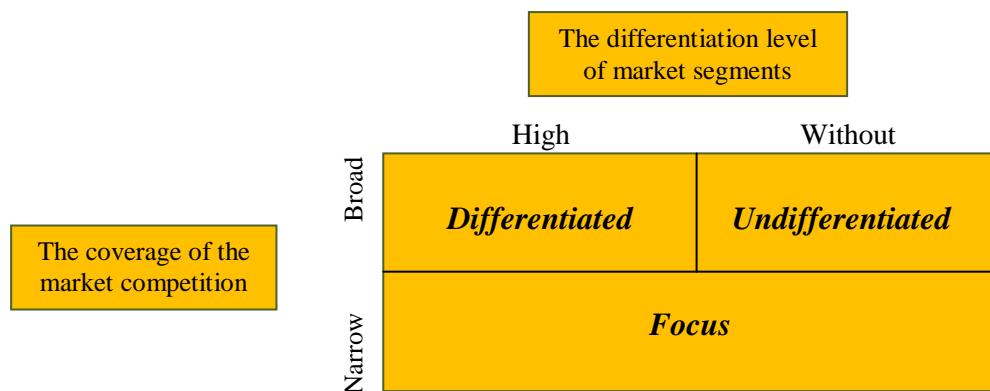 The differentiation level
of market segments
High Without
Broad
Differentiated Undifferentiated
The coverage of the
market competition
Narrow
Focus